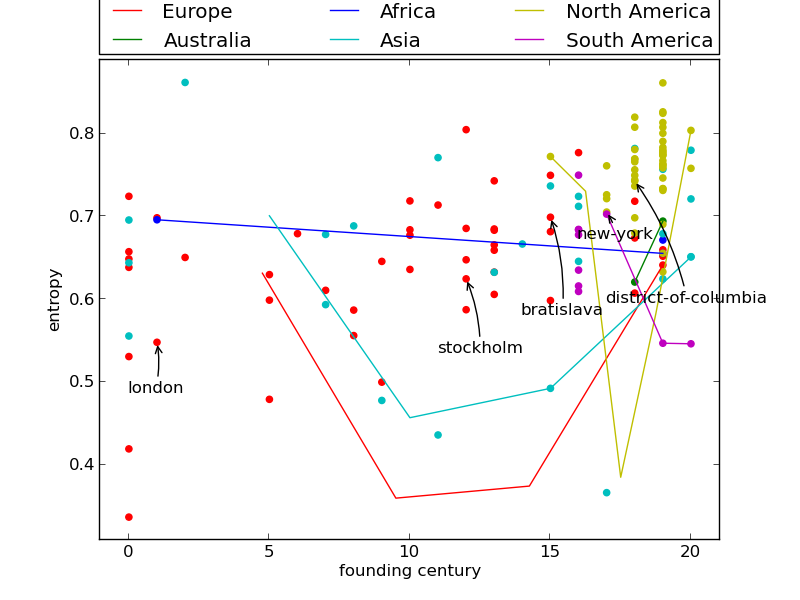 Europe Africa North America
Australia Asia South America
0.8
0.7
0.6
0.5
0.4
entropy
new-york
district-of-columbia
bratislava
stockholm
london
0 5 10 15 20
founding century